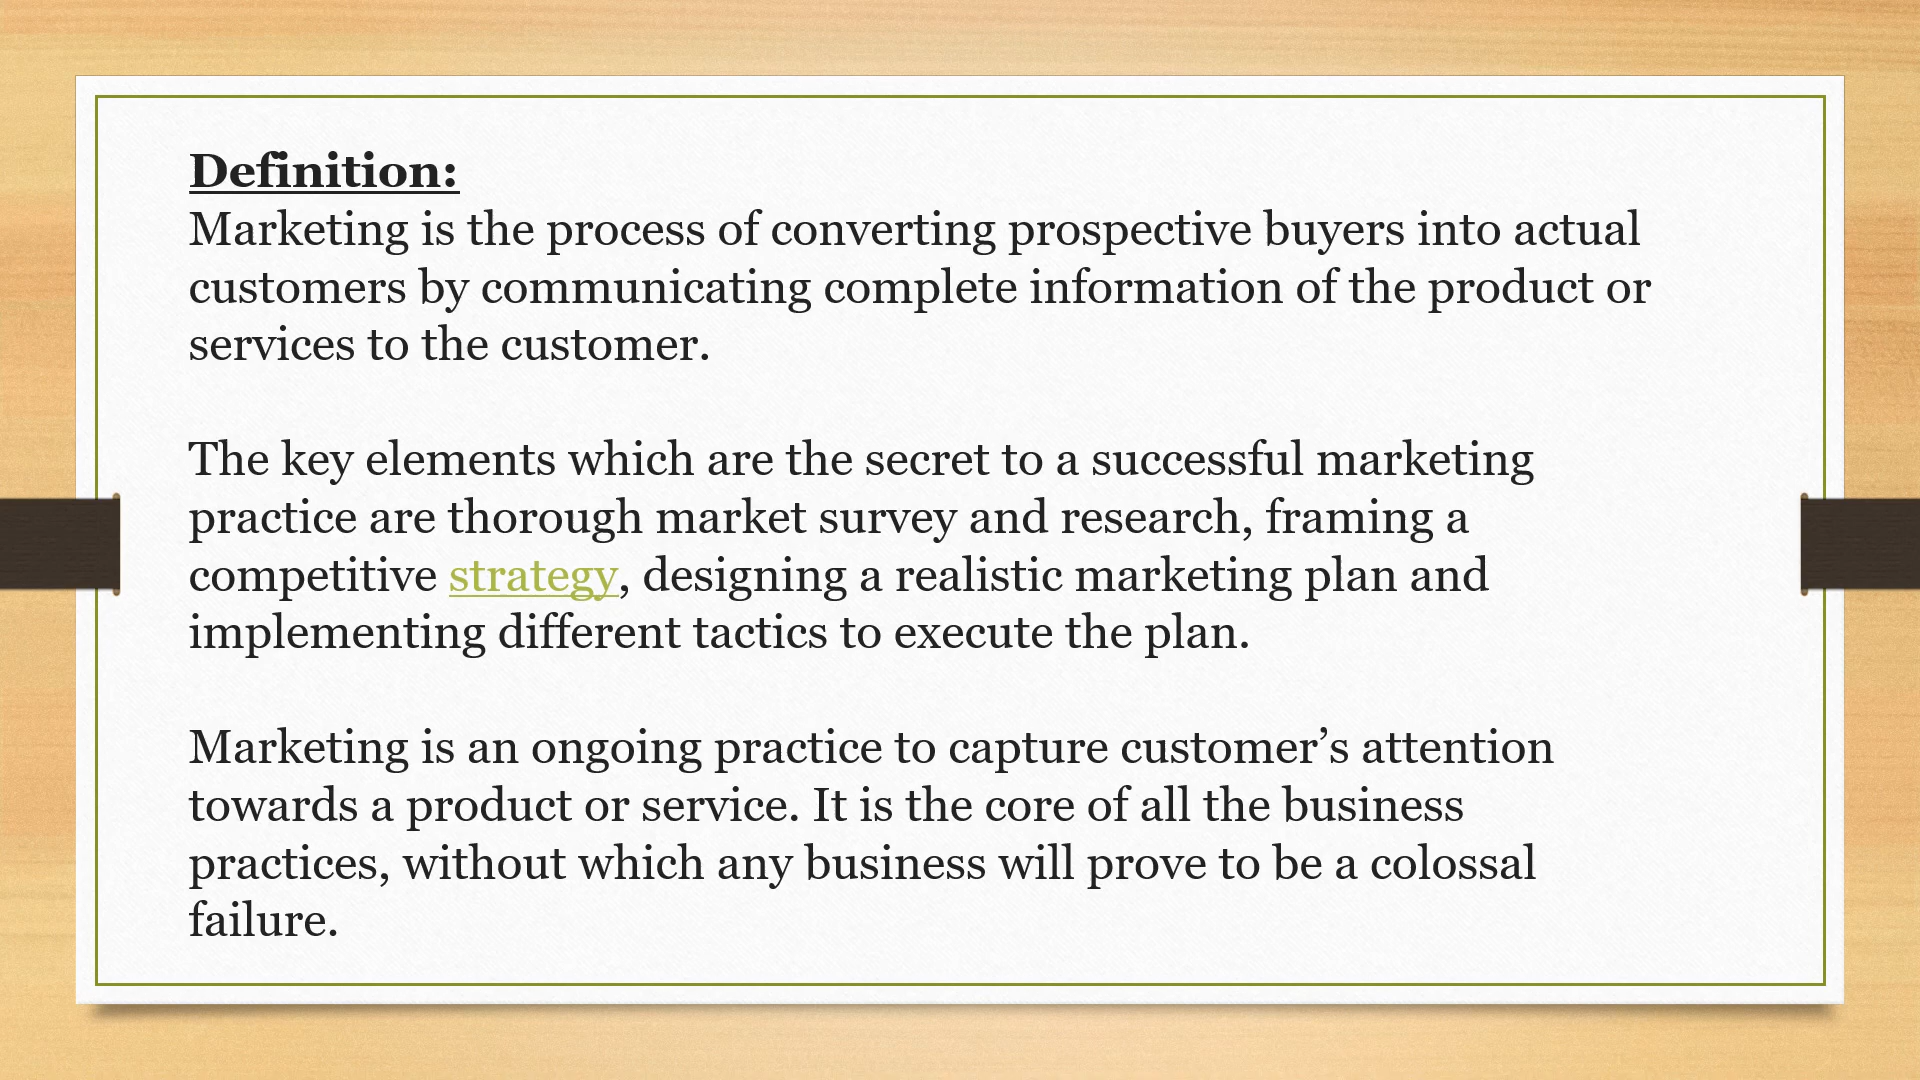 Definition:
Marketing is the process of converting prospective buyers into actual
customers by communicating complete information of the product or
services to the customer.
The key elements which are the secret to a successful marketing
practice are thorough market survey and research, framing a
competitive strategy, designing a realistic marketing plan and
implementing different tactics to execute the plan.
Marketing is an ongoing practice to capture customer’s attention
towards a product or service. It is the core of all the business
practices, without which any business will prove to be a colossal
failure.